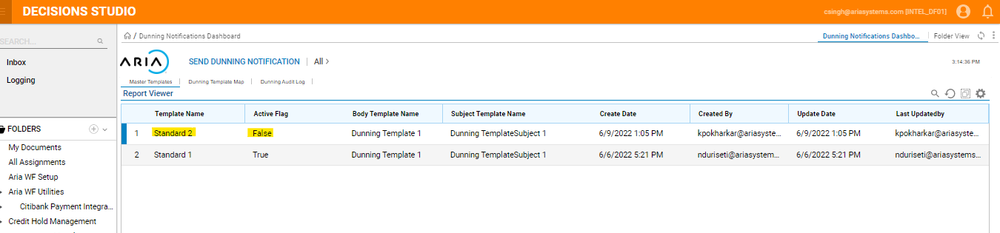 DECISIONS STUDIO
csingh@ariasystems.com [INTEL_DF01]
SEARCH...
Inbox
Logging
FOLDERS
My Documents
All Assignments
Aria WF Setup
Aria WF Utilities
Citibank Payment Integra...
Credit Hold Management
/ Dunning Notifications Dashboard
Dunning Notifications Dashbo... Folder View
ARIA SEND DUNNING NOTIFICATION All >
3:14:36 PM
Master Templates Dunning Template Map Dunning Audit Log
Report Viewer
Template Name Active Flag Body Template Name Subject Template Name Create Date Created By Update Date Last Updatedby
1 Standard 2 False Dunning Template 1 Dunning TemplateSubject 1 6/9/2022 1:05 PM kpokharkar@ariasyste... 6/9/2022 1:05 PM kpokharkar@ariasyste...
2 Standard 1 True Dunning Template 1 Dunning TemplateSubject 1 6/6/2022 5:21 PM nduriseti@ariasystems... 6/6/2022 5:21 PM nduriseti@ariasystems...